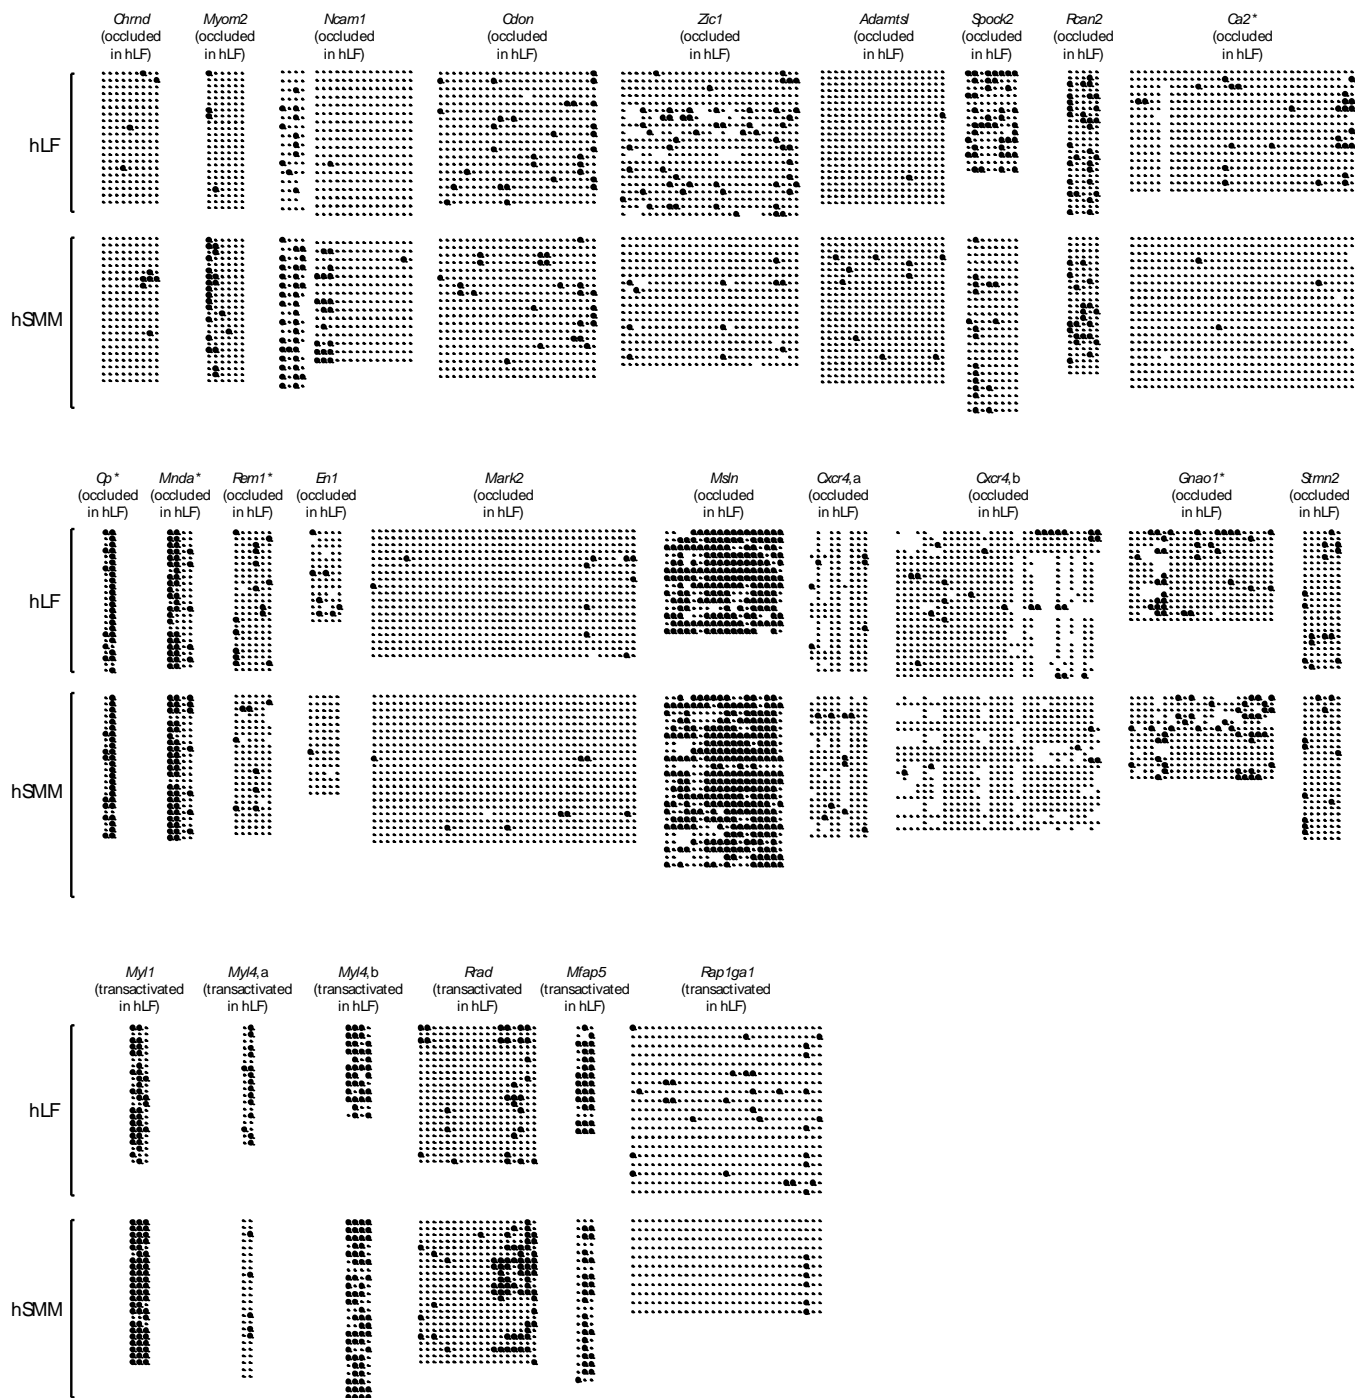 Chrnd Myom2 Ncam1 Cdon Zic1 Adamtsl Spock2 Rcan2 Ca2*
(occluded (occluded (occluded (occluded (occluded (occluded (occluded (occluded (occluded
in hLF) in hLF) in hLF) in hLF) in hLF) in hLF) in hLF) in hLF) in hLF)
hLF
hSMM
Cp* Mnda* Rem1* En1 Mark2 Msln Cxcr4,a Cxcr4,b Gnao1* Stmn2
(occluded (occluded (occluded (occluded (occluded (occluded (occluded (occluded (occluded (occluded
in hLF) in hLF) in hLF) in hLF) in hLF) in hLF) in hLF) in hLF) in hLF) in hLF)
hLF
hSMM
Myl1 Myl4,a Myl4,b Rrad Mfap5 Rap1ga1
(transactivated (transactivated (transactivated (transactivated (transactivated (transactivated
in hLF) in hLF) in hLF) in hLF) in hLF) in hLF)
hLF
hSMM